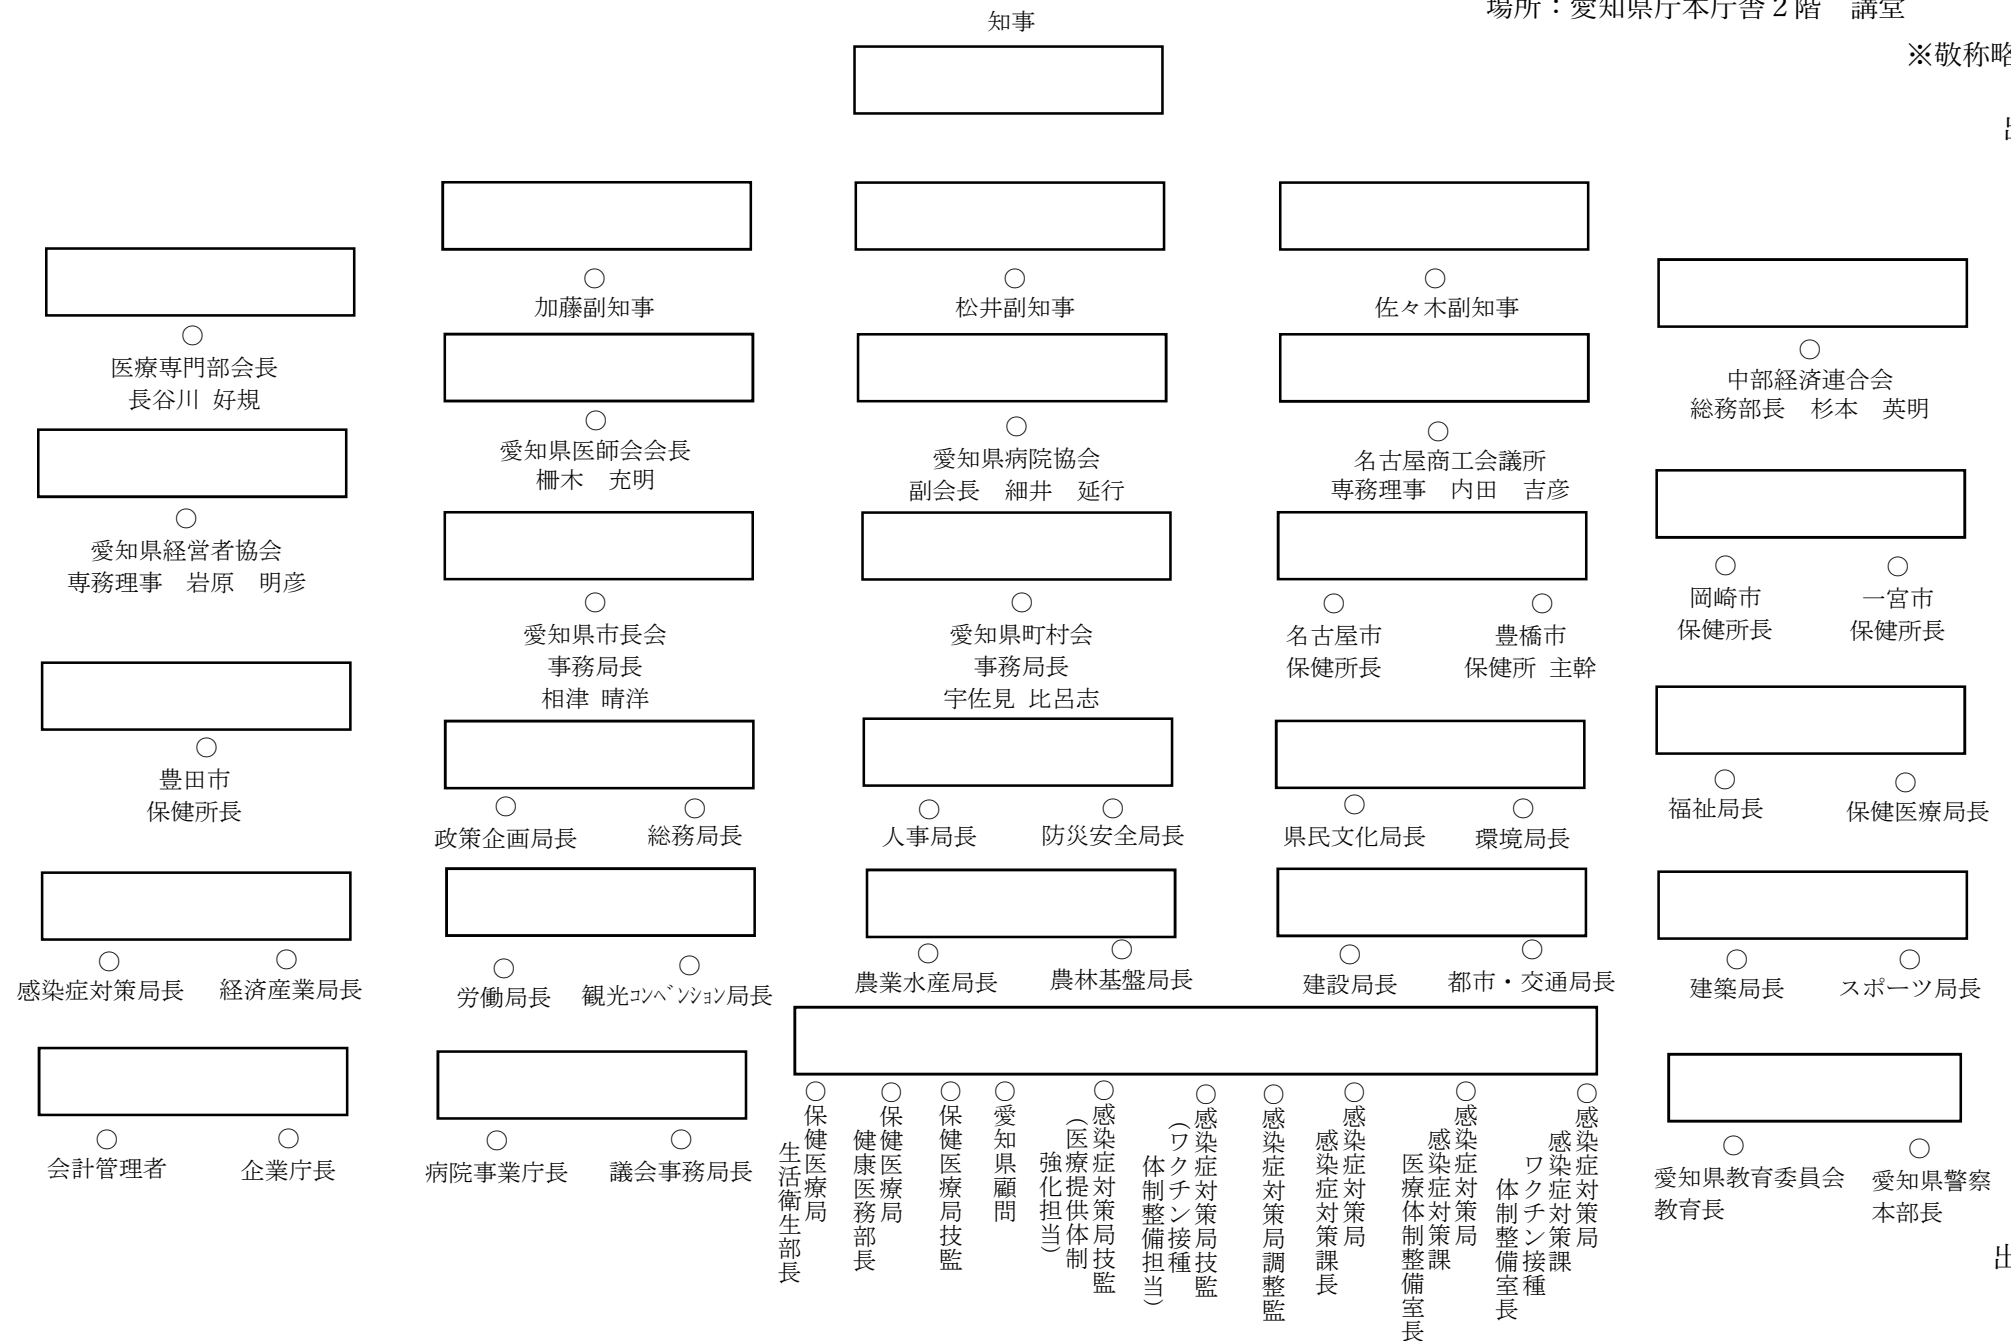 場所：愛知県庁本庁舎２階　講堂
知事
※敬称略
○
加藤副知事
○
松井副知事
○
佐々木副知事
○
医療専門部会長
長谷川 好規
○
愛知県医師会会長
柵木　充明
○
愛知県病院協会
副会長　細井　延行
○
名古屋商工会議所
専務理事　内田　吉彦
○
中部経済連合会
総務部長　杉本　英明
○
愛知県経営者協会
専務理事　岩原　明彦
○
愛知県市長会
事務局長
相津 晴洋
○
愛知県町村会
事務局長
宇佐見 比呂志
○
名古屋市
保健所長
○
豊橋市
保健所 主幹
○
岡崎市
保健所長
○
一宮市
保健所長
○
豊田市
保健所長
○
政策企画局長
○
総務局長
○
人事局長
○
防災安全局長
○
県民文化局長
○
環境局長
○
福祉局長
○
保健医療局長
○
感染症対策局長
○
経済産業局長
○
労働局長
○
観光ｺﾝﾍﾞﾝｼｮﾝ局長
○
農業水産局長
○
農林基盤局長
○
建設局長
○
都市・交通局長
○
建築局長
○
スポーツ局長
○
会計管理者
○
企業庁長
○
病院事業庁長
○
議会事務局長
○保健医療局
生活衛生部長
○保健医療局
健康医務部長
○保健医療局技監
○愛知県顧問
○感染症対策局技監
(医療提供体制
強化担当)
○感染症対策局技監
(ワクチン接種
体制整備担当)
○感染症対策局調整監
○感染症対策局
感染症対策課長
○感染症対策局
感染症対策課
医療体制整備室長
○感染症対策局
感染症対策課
ワクチン接種
体制整備室長
○
愛知県教育委員会
教育長
○
愛知県警察
本部長